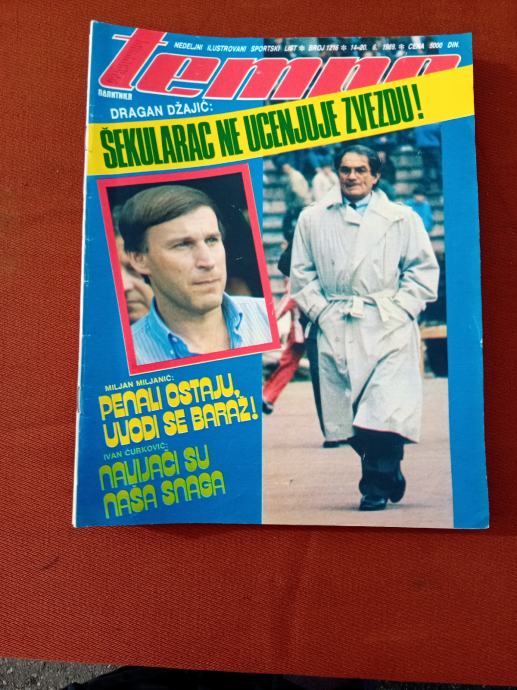 NEDELJNI ILUSTROVANI SPORTSKI LIST ✱ BROJ 1216 ✱ 14–20. 6. 1989. ✱ CENA 5000 DIN.
tempo
ПОЛИТИКА
DRAGAN DŽAJIĆ:
ŠEKULARAC NE UCENJUJE ZVEZDU!
MILJAN MILJANIĆ:
PENALI OSTAJU,
UVODI SE BARAŽ!
IVAN ĆURKOVIĆ:
NAVIJAČI SU
NAŠA SNAGA